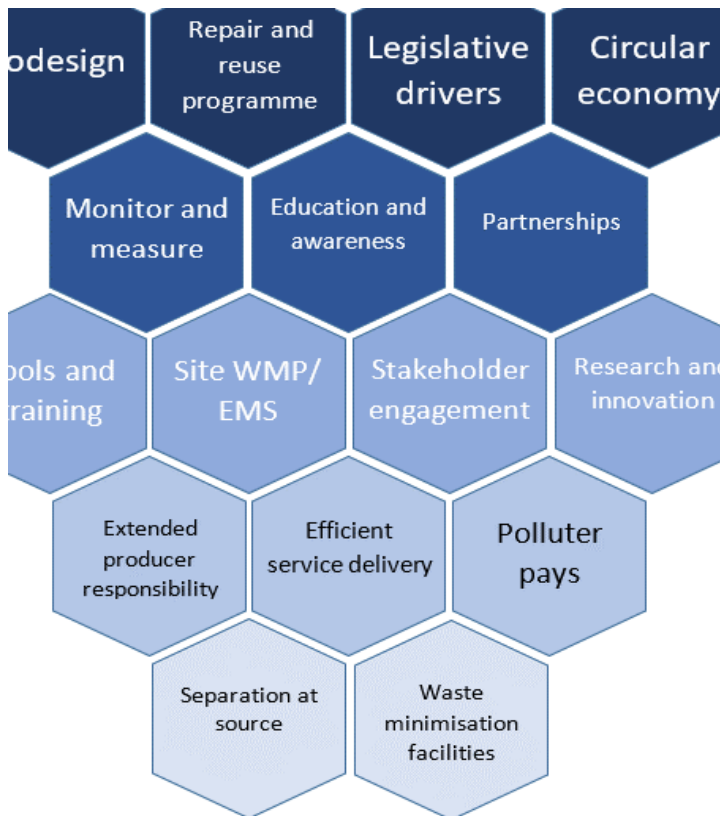 odesign
Repair and
reuse
programme
Legislative
drivers
Circular
economy
Monitor and
measure
Education and
awareness
Partnerships
ools and
training
Site WMP/
EMS
Stakeholder
engagement
Research and
innovation
Extended
producer
responsibility
Efficient
service delivery
Polluter
pays
Separation at
source
Waste
minimisation
facilities